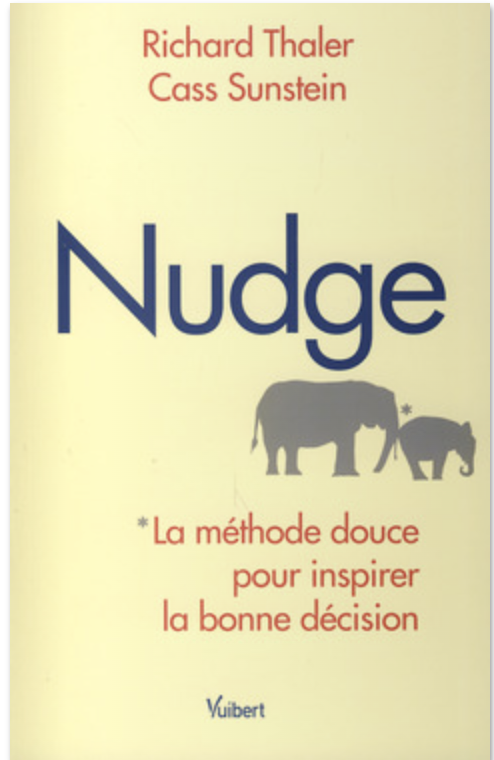 Richard Thaler
Cass Sunstein
Nudge
*
*La méthode douce
pour inspirer
la bonne décision
Vuibert